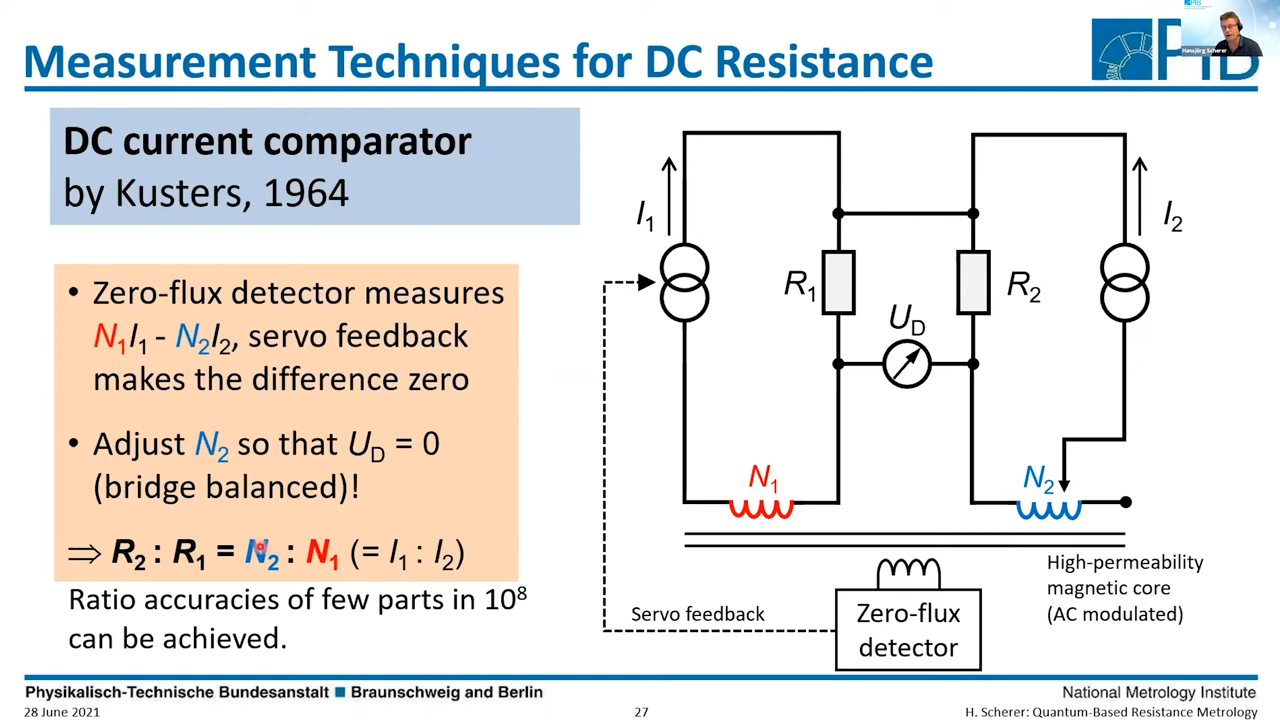 PTB
Hansjörg Scherer
Measurement Techniques for DC Resistance
PTB
DC current comparator
by Kusters, 1964
• Zero-flux detector measures
N₁I₁ - N₂I₂, servo feedback
makes the difference zero
• Adjust N₂ so that U_D = 0
(bridge balanced)!
⇒ R₂ : R₁ = N₂ : N₁ (= I₁ : I₂)
Ratio accuracies of few parts in 10⁸
can be achieved.
I₁
I₂
R₁
R₂
U_D
N₁
N₂
High-permeability
magnetic core
(AC modulated)
Servo feedback
Zero-flux
detector
Physikalisch-Technische Bundesanstalt ■ Braunschweig and Berlin
National Metrology Institute
28 June 2021
27
H. Scherer: Quantum-Based Resistance Metrology